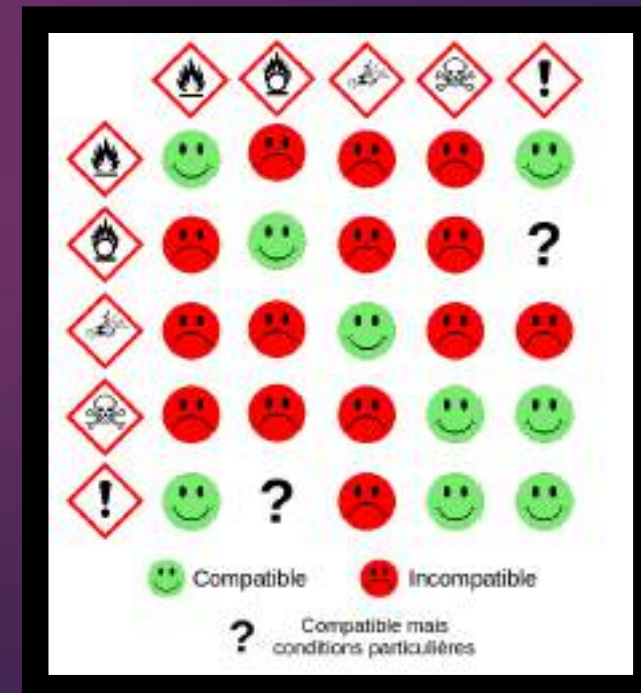 ?
?
Compatible
Incompatible
? Compatible mais
conditions particulières